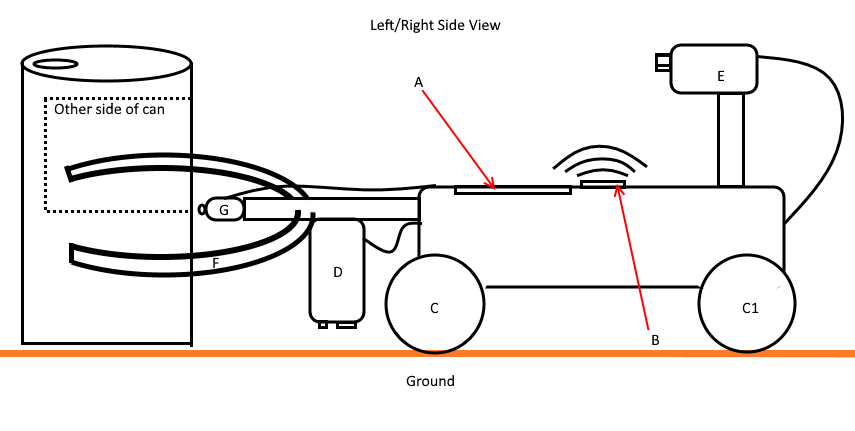 Left/Right Side View
A
E
Other side of can
G
F
D
C
C1
B
Ground